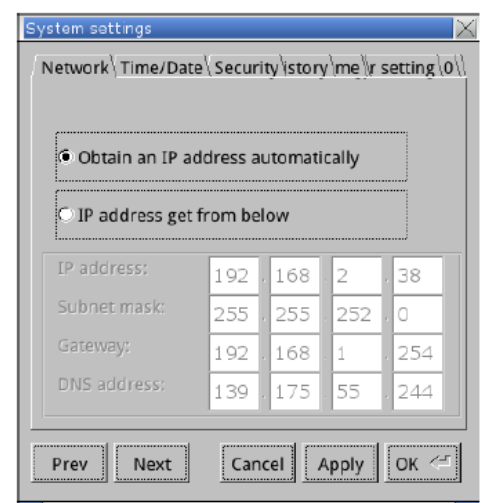 System settings
Network Time/Date Security istory me r setting 0
Obtain an IP address automatically
IP address get from below
IP address: 192 . 168 . 2 . 38
Subnet mask: 255 . 255 . 252 . 0
Gateway: 192 . 168 . 1 . 254
DNS address: 139 . 175 . 55 . 244
Prev Next Cancel Apply OK